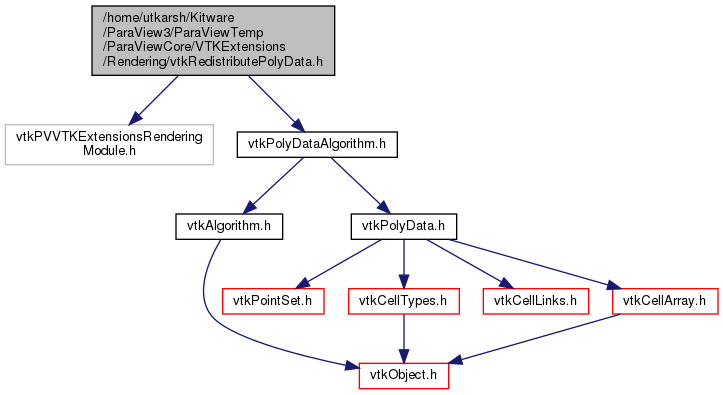 /home/utkarsh/Kitware
/ParaView3/ParaViewTemp
/ParaViewCore/VTKExtensions
/Rendering/vtkRedistributePolyData.h
vtkPVVTKExtensionsRendering
Module.h
vtkPolyDataAlgorithm.h
vtkAlgorithm.h
vtkPolyData.h
vtkPointSet.h
vtkCellTypes.h
vtkCellLinks.h
vtkCellArray.h
vtkObject.h